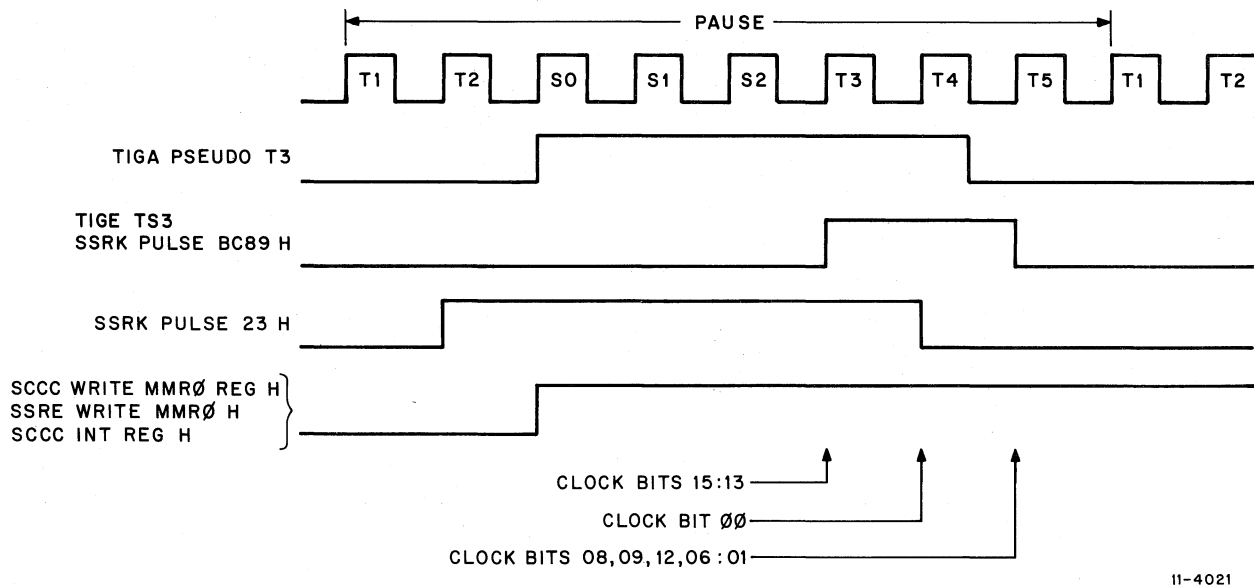 PAUSE
T1 T2 S0 S1 S2 T3 T4 T5 T1 T2
TIGA PSEUDO T3
TIGE TS3
SSRK PULSE BC89 H
SSRK PULSE 23 H
SCCC WRITE MMRØ REG H
SSRE WRITE MMRØ H
SCCC INT REG H
CLOCK BITS 15:13
CLOCK BIT ØØ
CLOCK BITS 08,09,12,06:01
11-4021